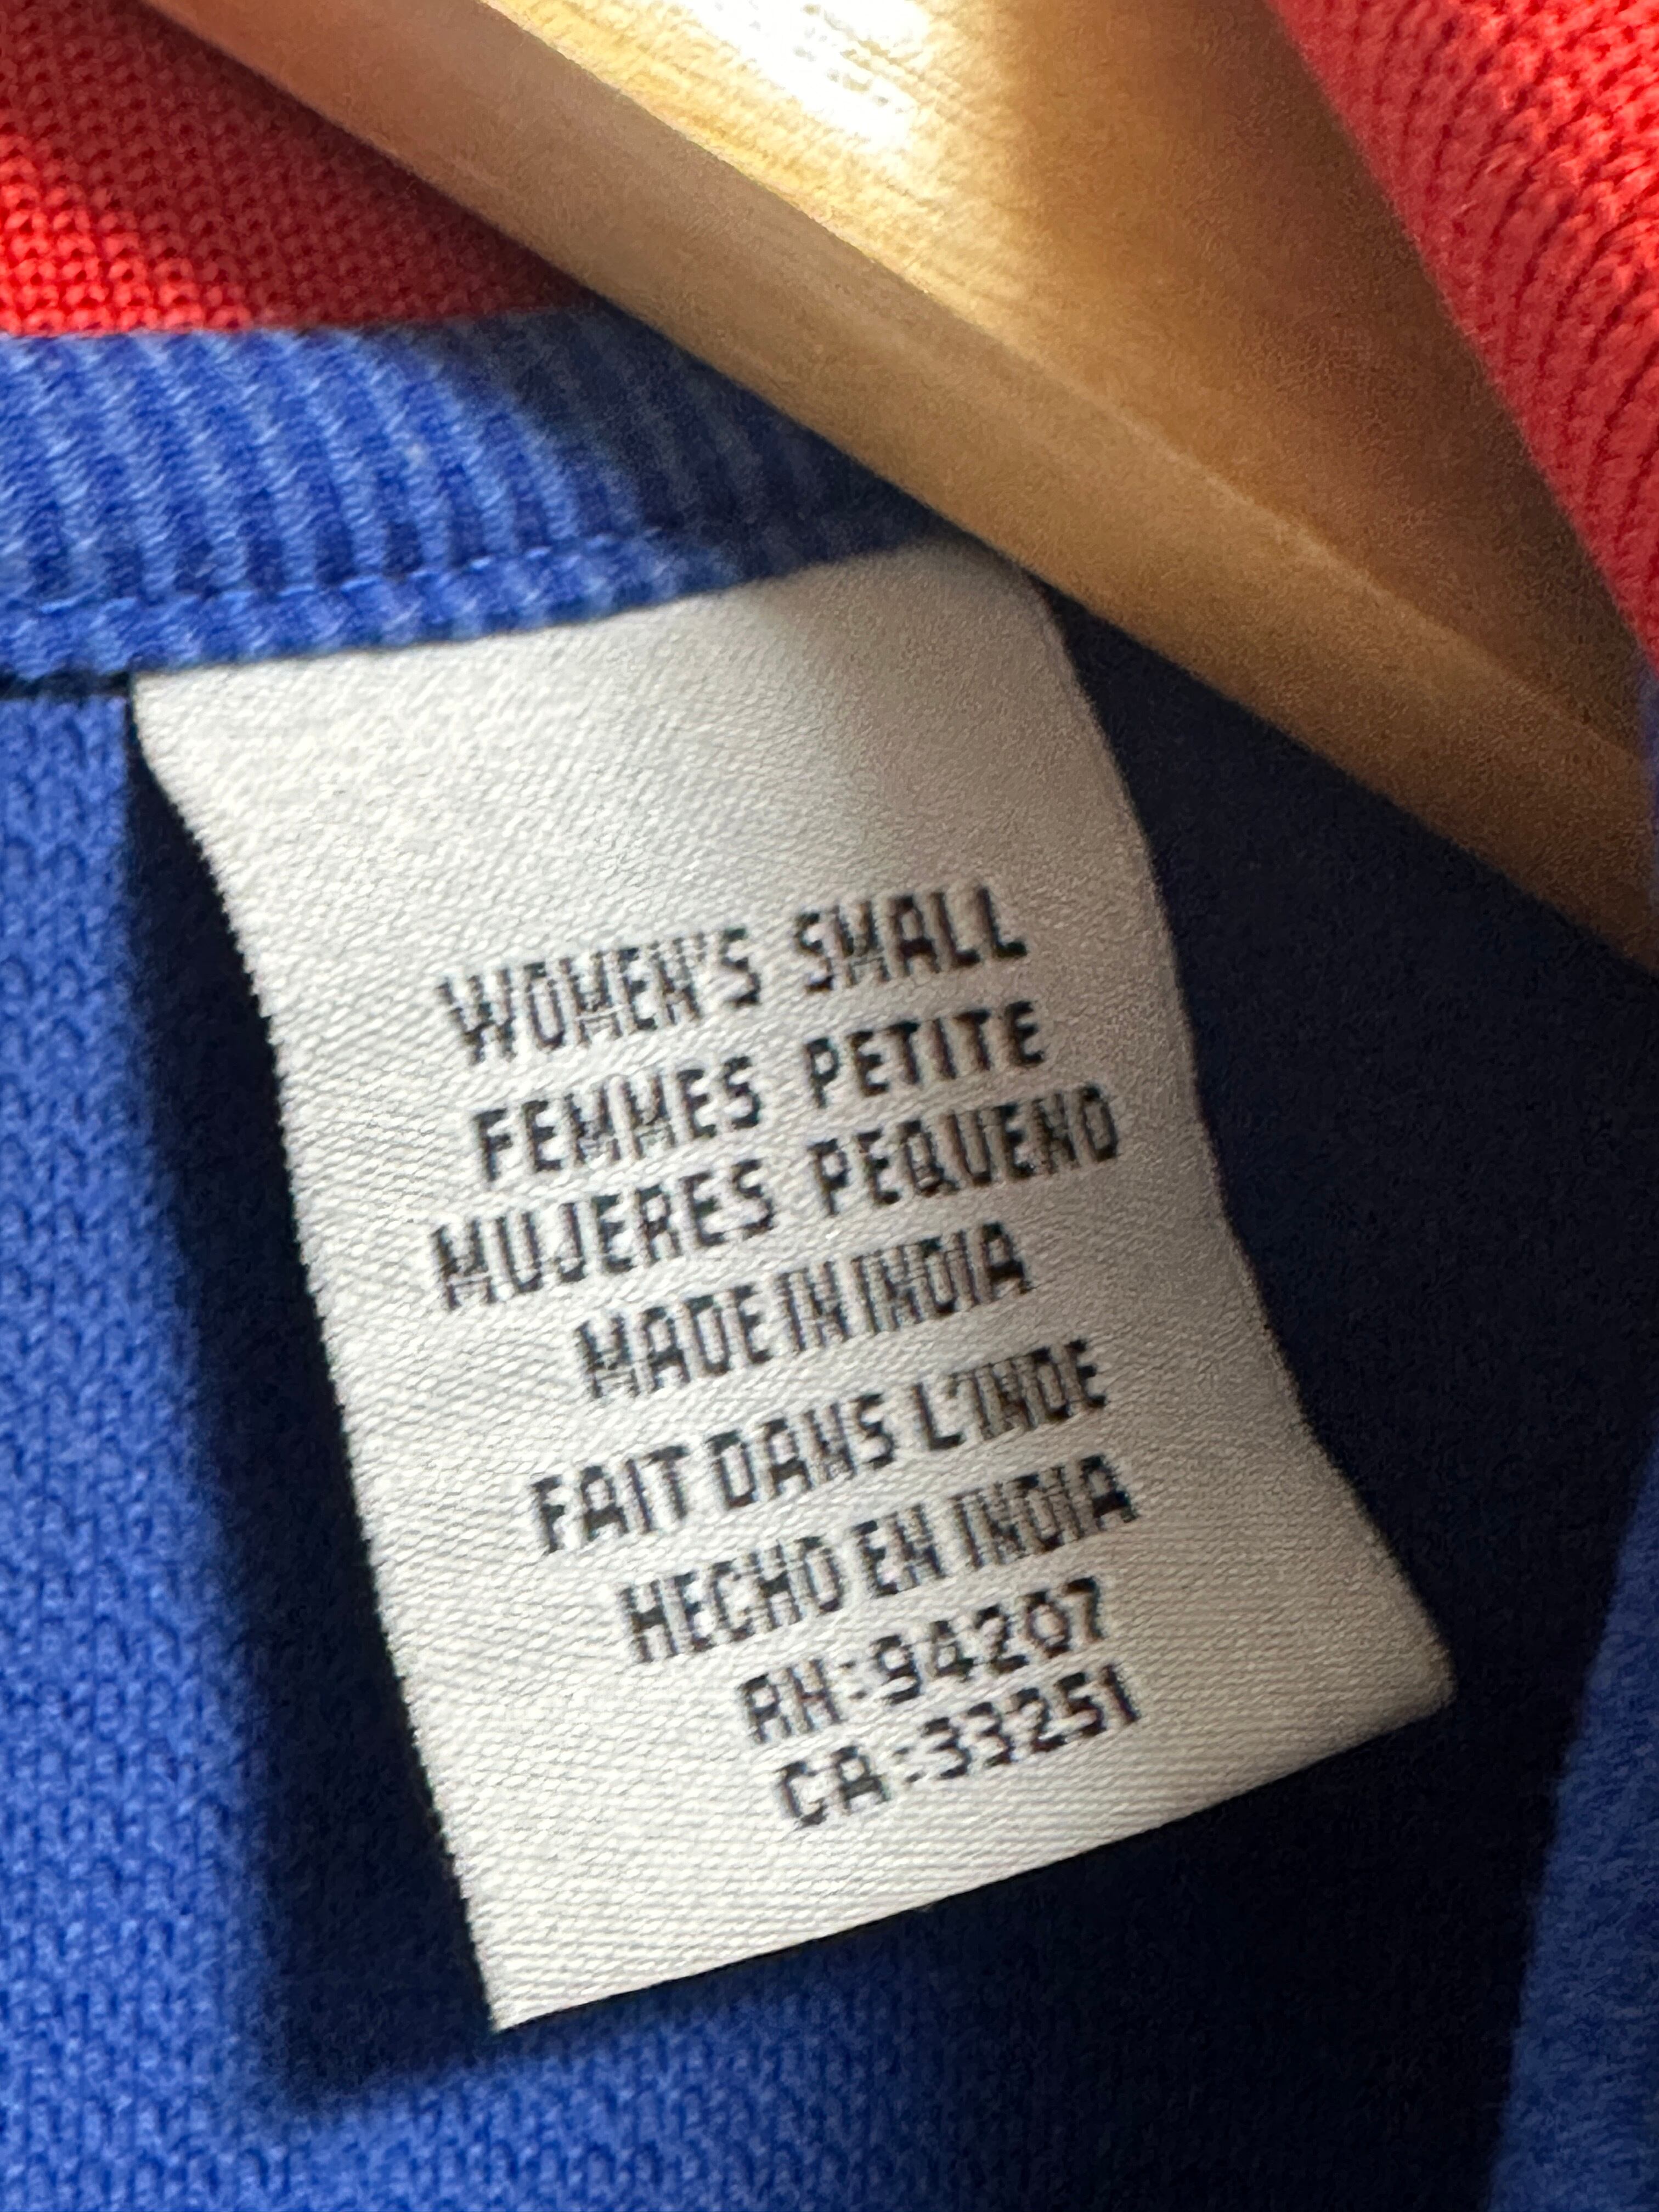 WOMEN'S SMALL
FEMMES PETITE
MUJERES PEQUENO
MADE IN INDIA
FAIT DANS L'INDE
HECHO EN INDIA
RN:94207
CA:33251